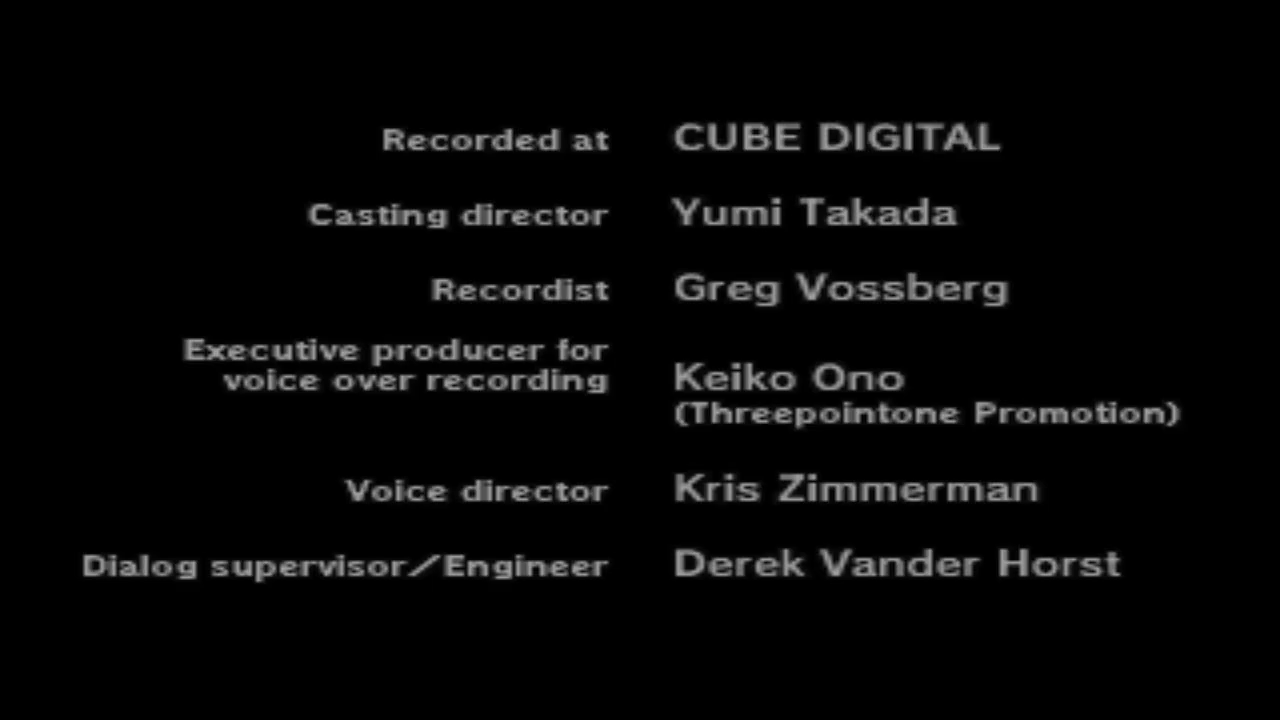 Recorded at CUBE DIGITAL
Casting director Yumi Takada
Recordist Greg Vossberg
Executive producer for
voice over recording Keiko Ono
(Threepointone Promotion)
Voice director Kris Zimmerman
Dialog supervisor/Engineer Derek Vander Horst